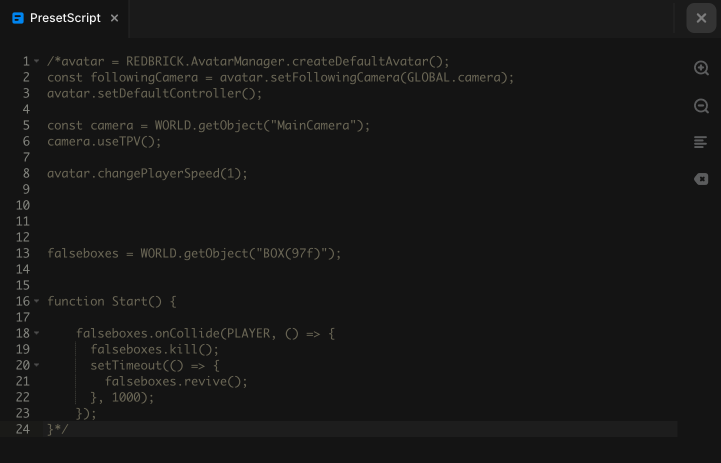 PresetScript
1 /*avatar = REDBRICK.AvatarManager.createDefaultAvatar();
2 const followingCamera = avatar.setFollowingCamera(GLOBAL.camera);
3 avatar.setDefaultController();
4
5 const camera = WORLD.getObject("MainCamera");
6 camera.useTPV();
7
8 avatar.changePlayerSpeed(1);
9
10
11
12
13 falseboxes = WORLD.getObject("BOX(97f)");
14
15
16 function Start() {
17
18     falseboxes.onCollide(PLAYER, () => {
19       falseboxes.kill();
20       setTimeout(() => {
21         falseboxes.revive();
22       }, 1000);
23     });
24 }*/